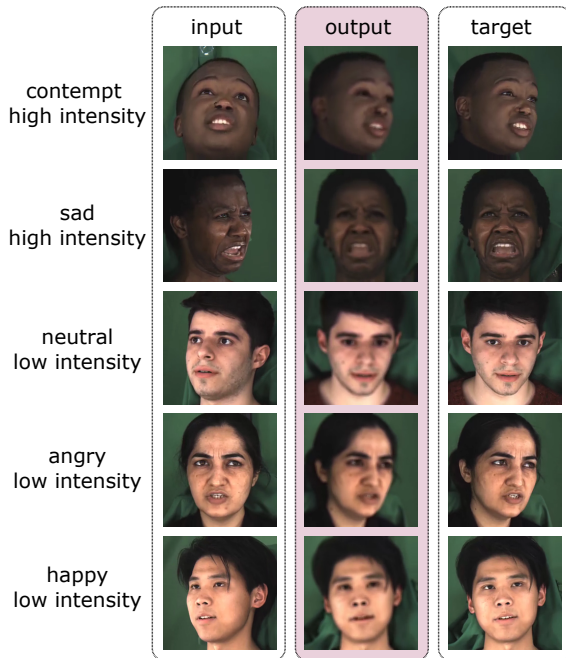 input
output
target
contempt
high intensity
sad
high intensity
neutral
low intensity
angry
low intensity
happy
low intensity